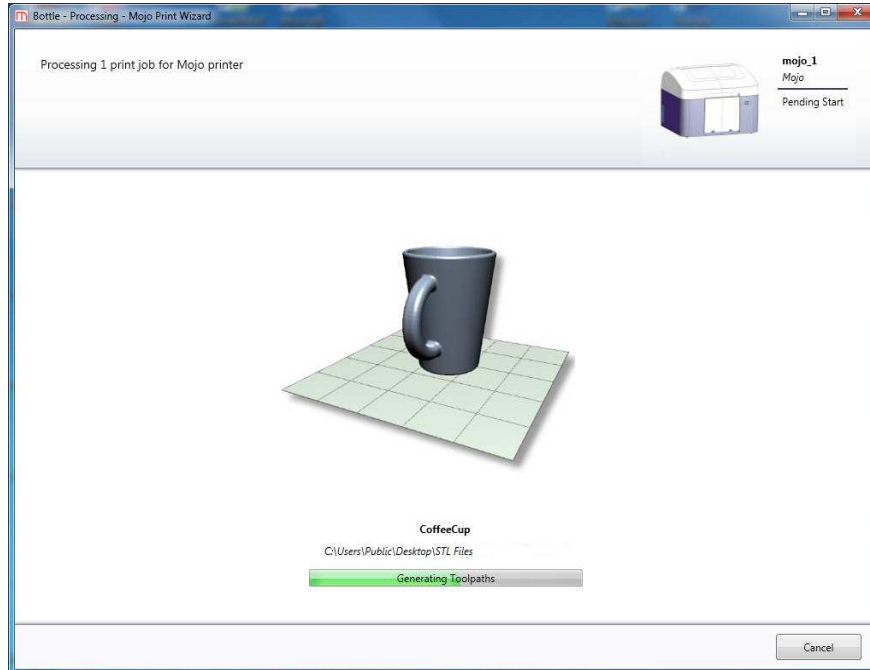 Bottle - Processing - Mojo Print Wizard
Processing 1 print job for Mojo printer
mojo_1
Mojo
Pending Start
CoffeeCup
C:\Users\Public\Desktop\STL Files
Generating Toolpaths
Cancel